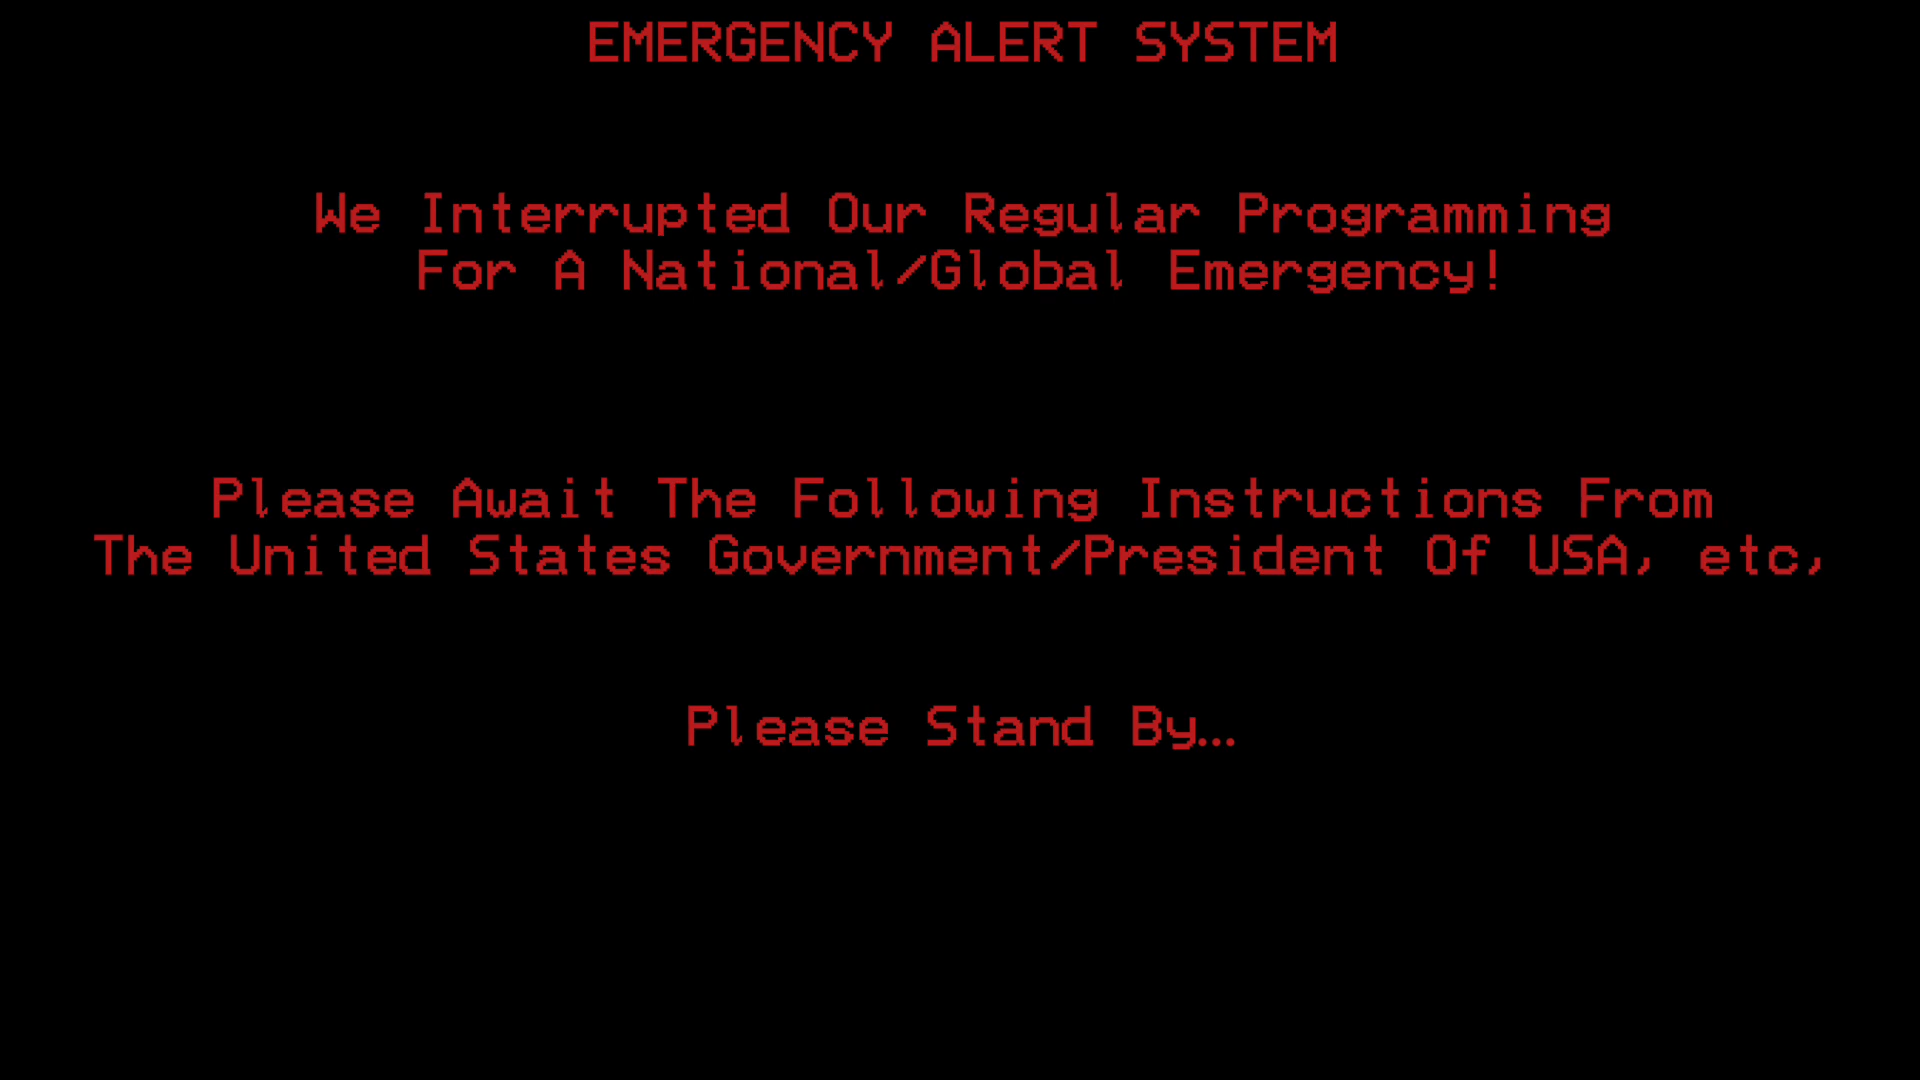 EMERGENCY ALERT SYSTEM
We Interrupted Our Regular Programming
For A National/Global Emergency!
Please Await The Following Instructions From
The United States Government/President Of USA, etc,
Please Stand By...